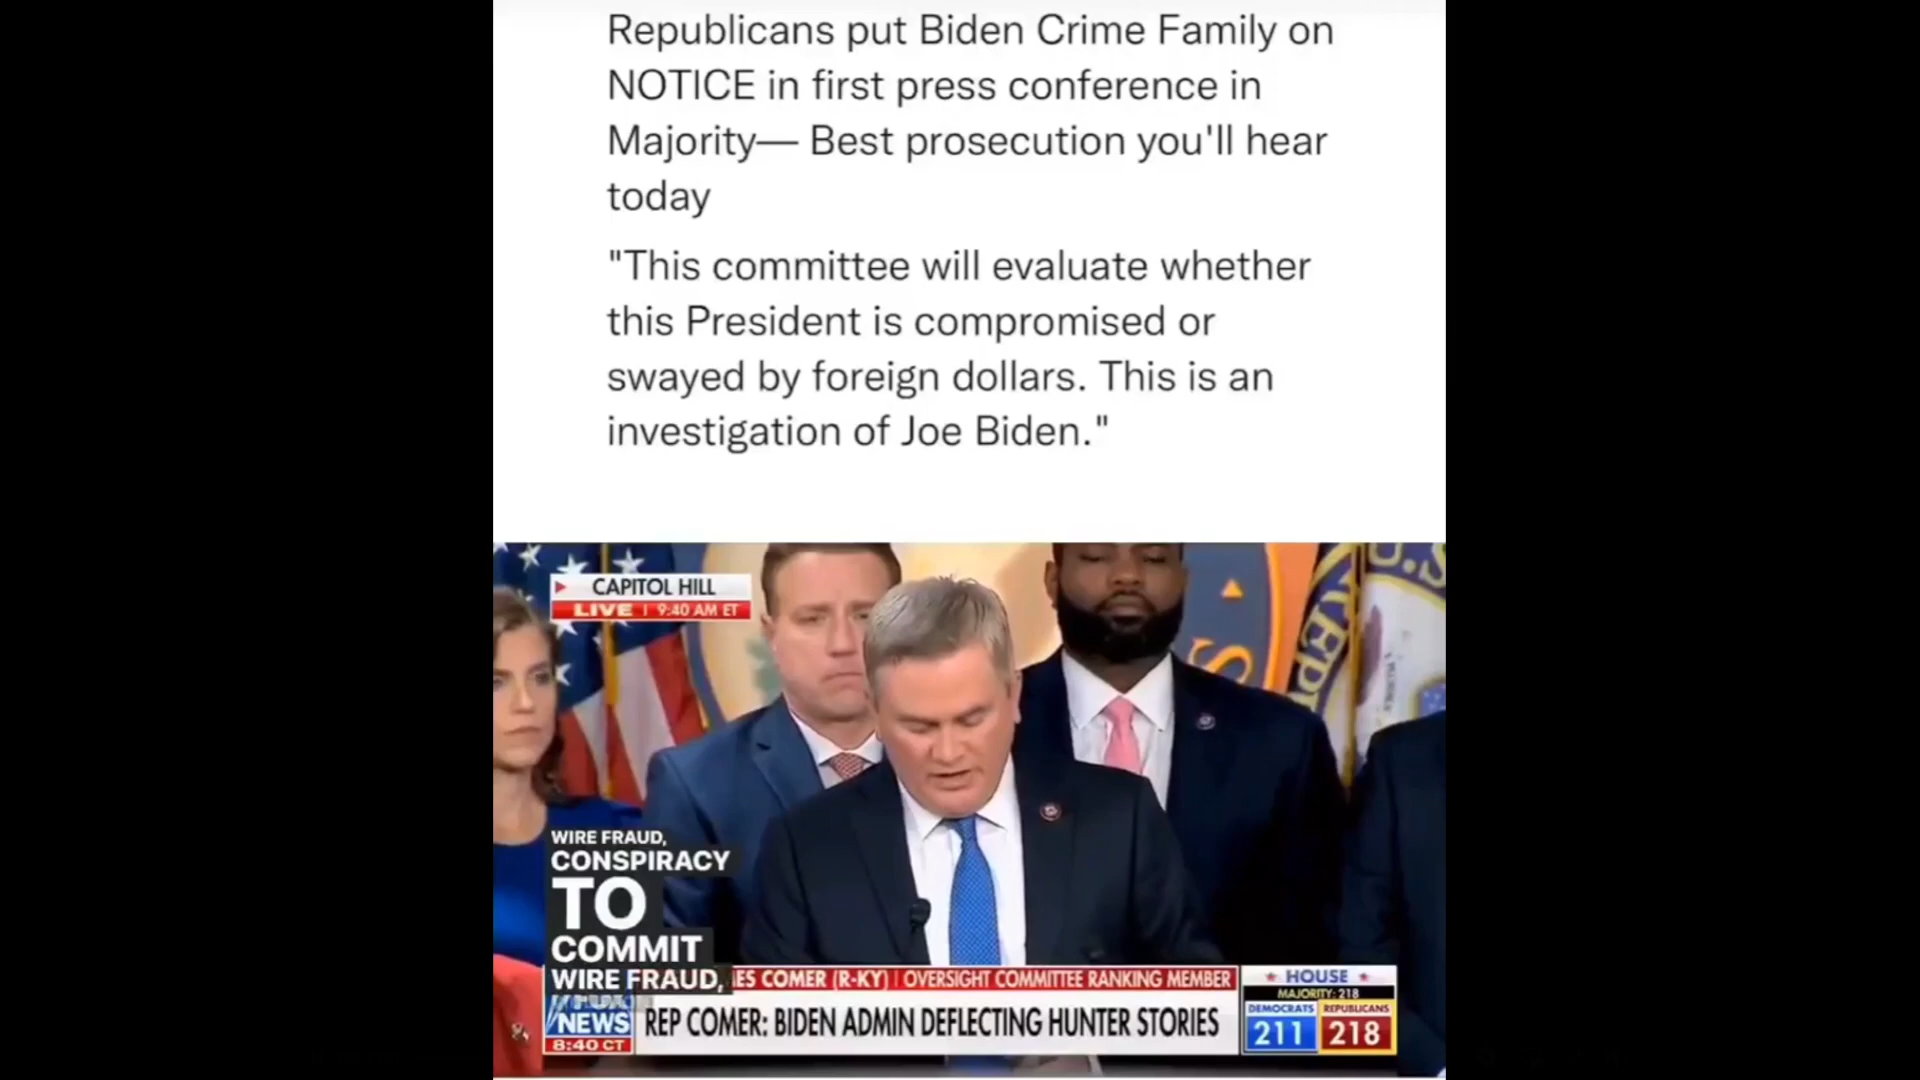 Republicans put Biden Crime Family on
NOTICE in first press conference in
Majority— Best prosecution you'll hear
today
"This committee will evaluate whether
this President is compromised or
swayed by foreign dollars. This is an
investigation of Joe Biden."
CAPITOL HILL
LIVE | 9:40 AM ET
WIRE FRAUD,
CONSPIRACY
TO
COMMIT
WIRE FRAUD,
ES COMER (R-KY) | OVERSIGHT COMMITTEE RANKING MEMBER
FOX
NEWS
8:40 CT
REP COMER: BIDEN ADMIN DEFLECTING HUNTER STORIES
HOUSE
MAJORITY: 218
DEMOCRATS REPUBLICANS
211 218
U.S.